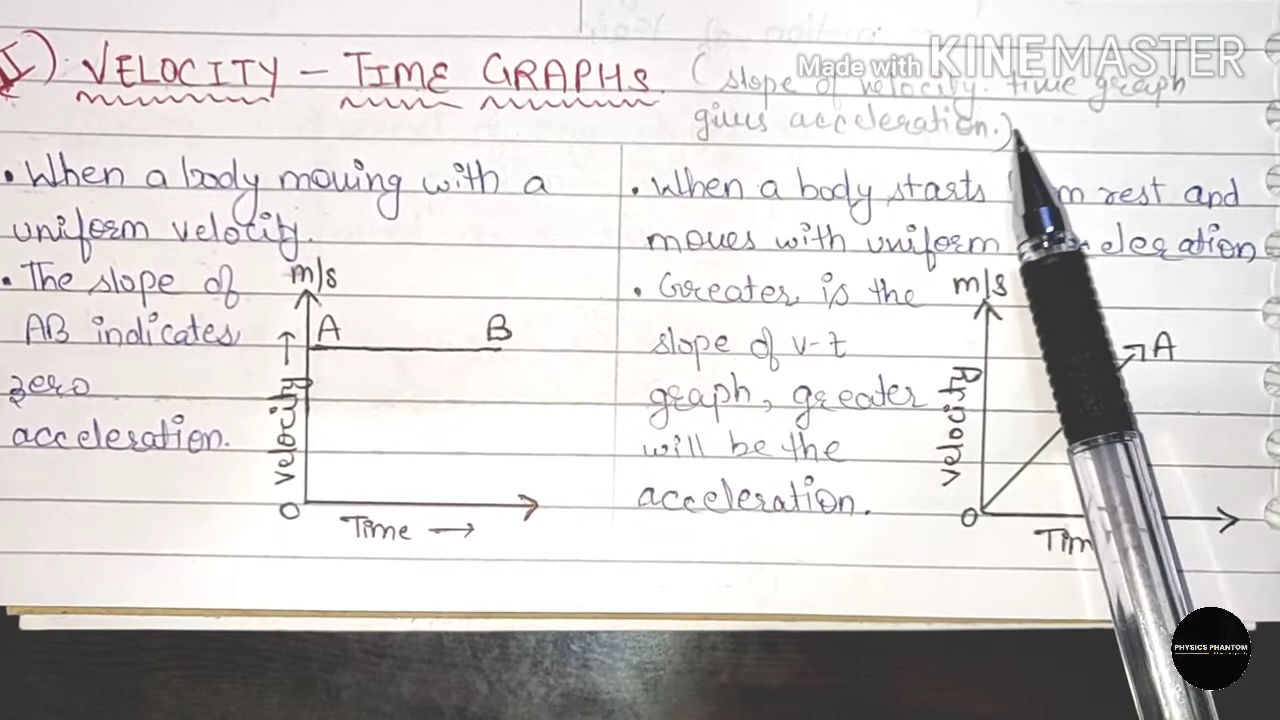 I) VELOCITY - TIME GRAPHS. (slope of velocity-time graph
gives acceleration.)
Made with KINEMASTER
• When a body moving with a
uniform velocity.
• The slope of
AB indicates
zero
acceleration.
m/s
A B
velocity →
O
Time →
• When a body starts rest and
moves with uniform
• Greater is the
slope of v-t
graph, greater
will be the
acceleration.
m/s
A
velocity
O
PHYSICS PHANTOM